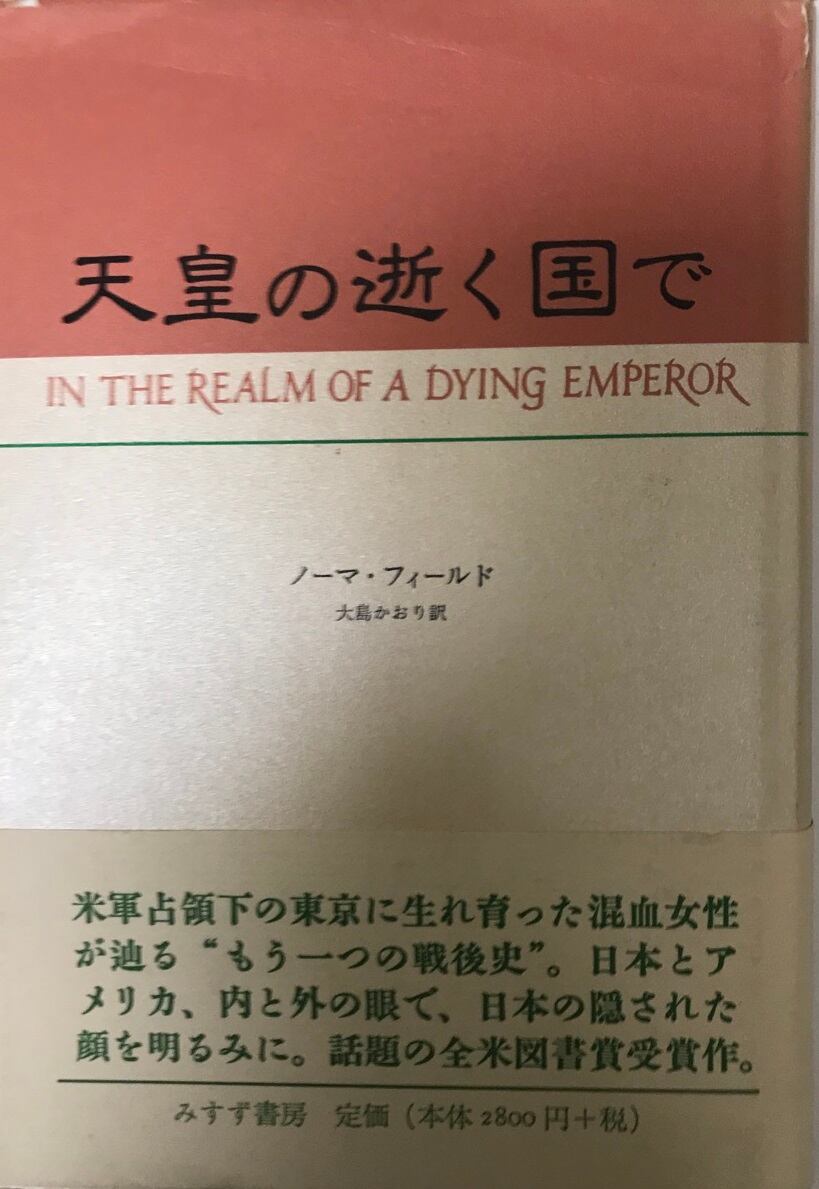 天皇の逝く国で
IN THE REALM OF A DYING EMPEROR
ノーマ・フィールド
大島かおり訳
米軍占領下の東京に生れ育った混血女性
が辿る“もう一つの戦後史”。日本とア
メリカ、内と外の眼で、日本の隠された
顔を明るみに。話題の全米図書賞受賞作。
みすず書房 定価（本体2800円+税）